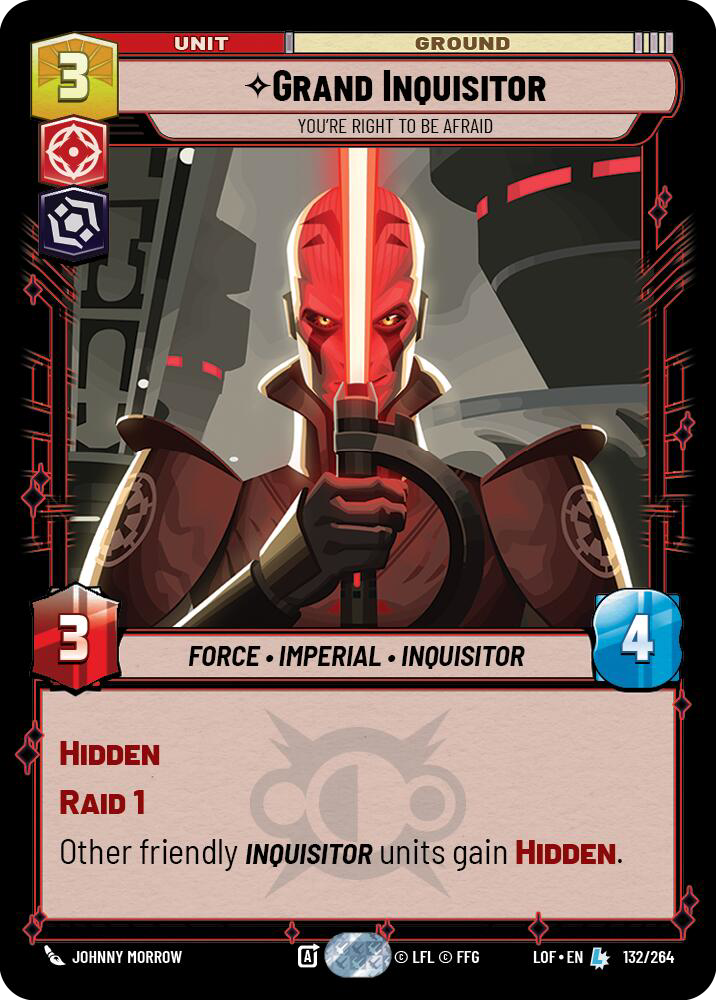 UNIT
GROUND
3
GRAND INQUISITOR
YOU'RE RIGHT TO BE AFRAID
3
FORCE • IMPERIAL • INQUISITOR
4
HIDDEN
RAID 1
Other friendly INQUISITOR units gain HIDDEN.
JOHNNY MORROW
A
© LFL © FFG
LOF • EN
L
132/264